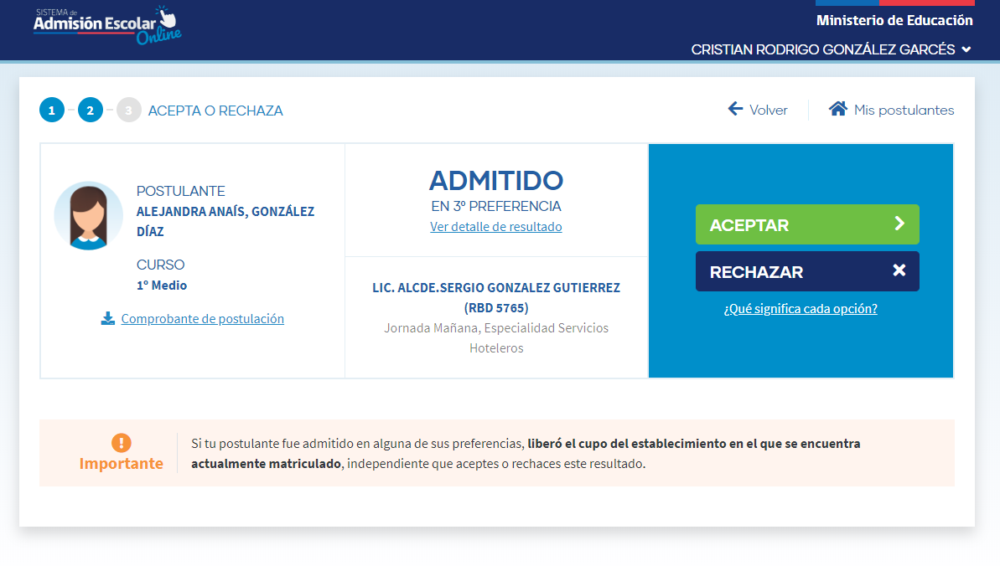 SISTEMA de
Admisión Escolar
Online
Ministerio de Educación
CRISTIAN RODRIGO GONZÁLEZ GARCÉS
1
2
3
ACEPTA O RECHAZA
Volver
Mis postulantes
POSTULANTE
ALEJANDRA ANAÍS, GONZÁLEZ
DÍAZ
CURSO
1º Medio
Comprobante de postulación
ADMITIDO
EN 3º PREFERENCIA
Ver detalle de resultado
LIC. ALCDE.SERGIO GONZALEZ GUTIERREZ
(RBD 5765)
Jornada Mañana, Especialidad Servicios
Hoteleros
ACEPTAR
RECHAZAR
¿Qué significa cada opción?
Importante
Si tu postulante fue admitido en alguna de sus preferencias, liberó el cupo del establecimiento en el que se encuentra
actualmente matriculado, independiente que aceptes o rechaces este resultado.